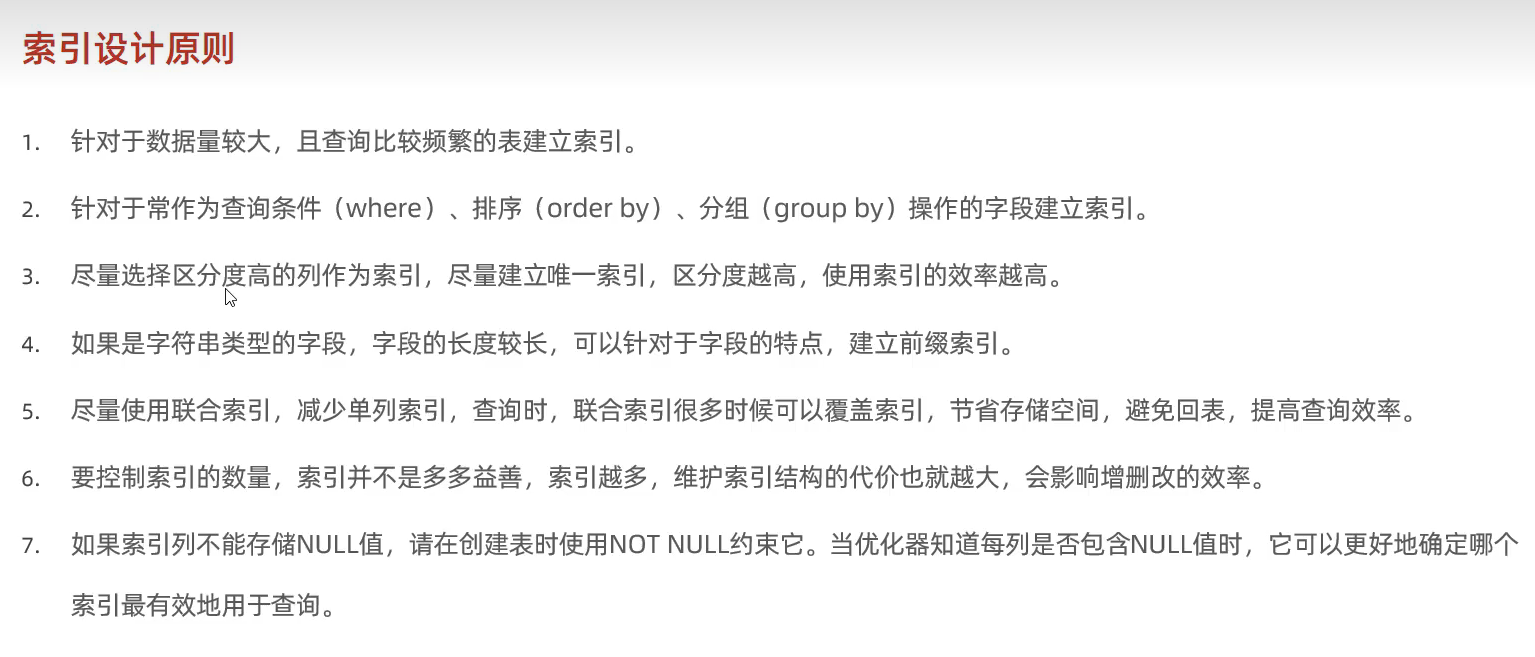 索引设计原则
1. 针对于数据量较大，且查询比较频繁的表建立索引。
2. 针对于常作为查询条件（where）、排序（order by）、分组（group by）操作的字段建立索引。
3. 尽量选择区分度高的列作为索引，尽量建立唯一索引，区分度越高，使用索引的效率越高。
4. 如果是字符串类型的字段，字段的长度较长，可以针对于字段的特点，建立前缀索引。
5. 尽量使用联合索引，减少单列索引，查询时，联合索引很多时候可以覆盖索引，节省存储空间，避免回表，提高查询效率。
6. 要控制索引的数量，索引并不是多多益善，索引越多，维护索引结构的代价也就越大，会影响增删改的效率。
7. 如果索引列不能存储NULL值，请在创建表时使用NOT NULL约束它。当优化器知道每列是否包含NULL值时，它可以更好地确定哪个
索引最有效地用于查询。